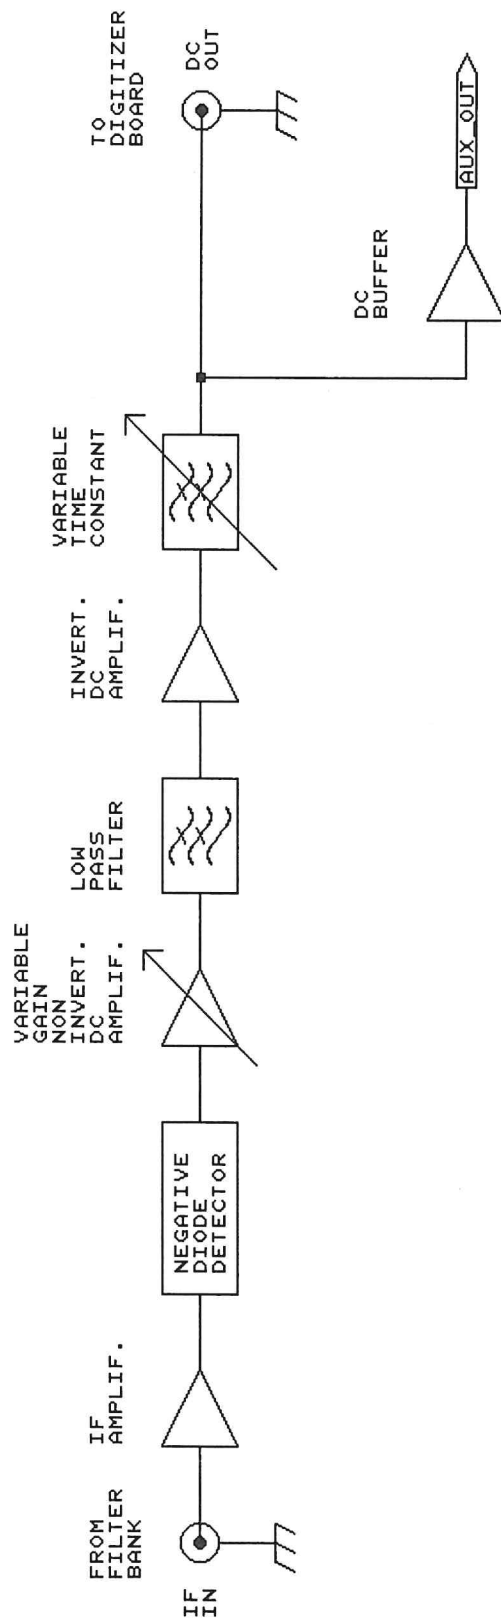 FROM
FILTER
BANK
IF
IN
IF
AMPLIF.
NEGATIVE
DIODE
DETECTOR
VARIABLE
GAIN
NON
INVERT.
DC
AMPLIF.
LOW
PASS
FILTER
INVERT.
DC
AMPLIF.
VARIABLE
TIME
CONSTANT
TO
DIGITIZER
BOARD
DC
OUT
DC
BUFFER
AUX_OUT